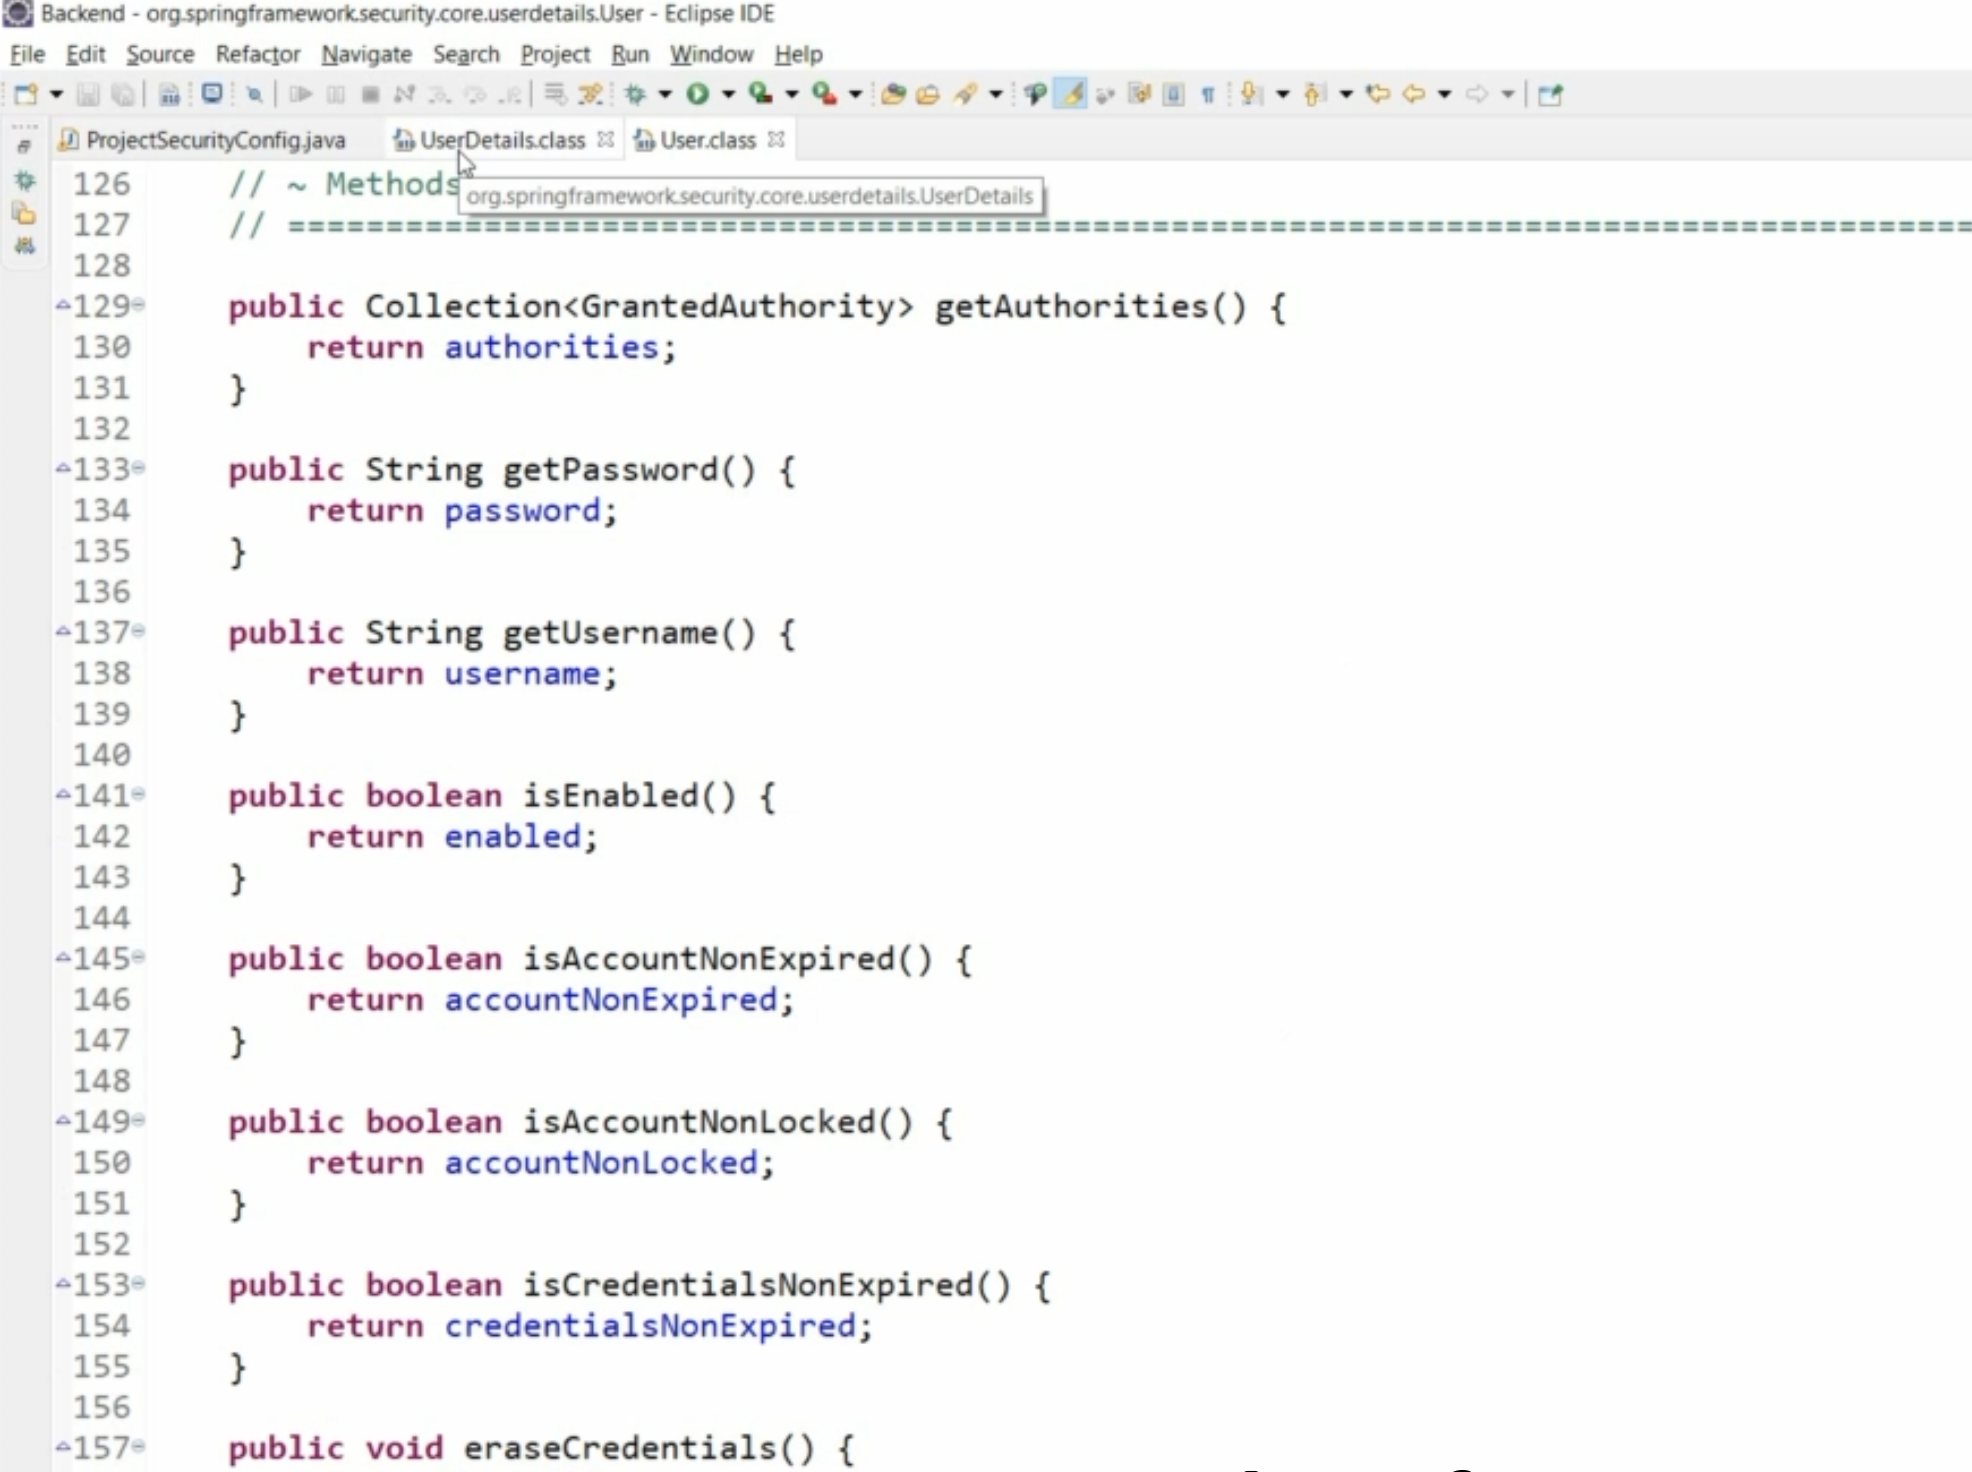 Backend - org.springframework.security.core.userdetails.User - Eclipse IDE
File Edit Source Refactor Navigate Search Project Run Window Help
ProjectSecurityConfig.java UserDetails.class User.class
126 // ~ Methods
org.springframework.security.core.userdetails.UserDetails
127 // ======================================================================================
128
129 public Collection<GrantedAuthority> getAuthorities() {
130 return authorities;
131 }
132
133 public String getPassword() {
134 return password;
135 }
136
137 public String getUsername() {
138 return username;
139 }
140
141 public boolean isEnabled() {
142 return enabled;
143 }
144
145 public boolean isAccountNonExpired() {
146 return accountNonExpired;
147 }
148
149 public boolean isAccountNonLocked() {
150 return accountNonLocked;
151 }
152
153 public boolean isCredentialsNonExpired() {
154 return credentialsNonExpired;
155 }
156
157 public void eraseCredentials() {